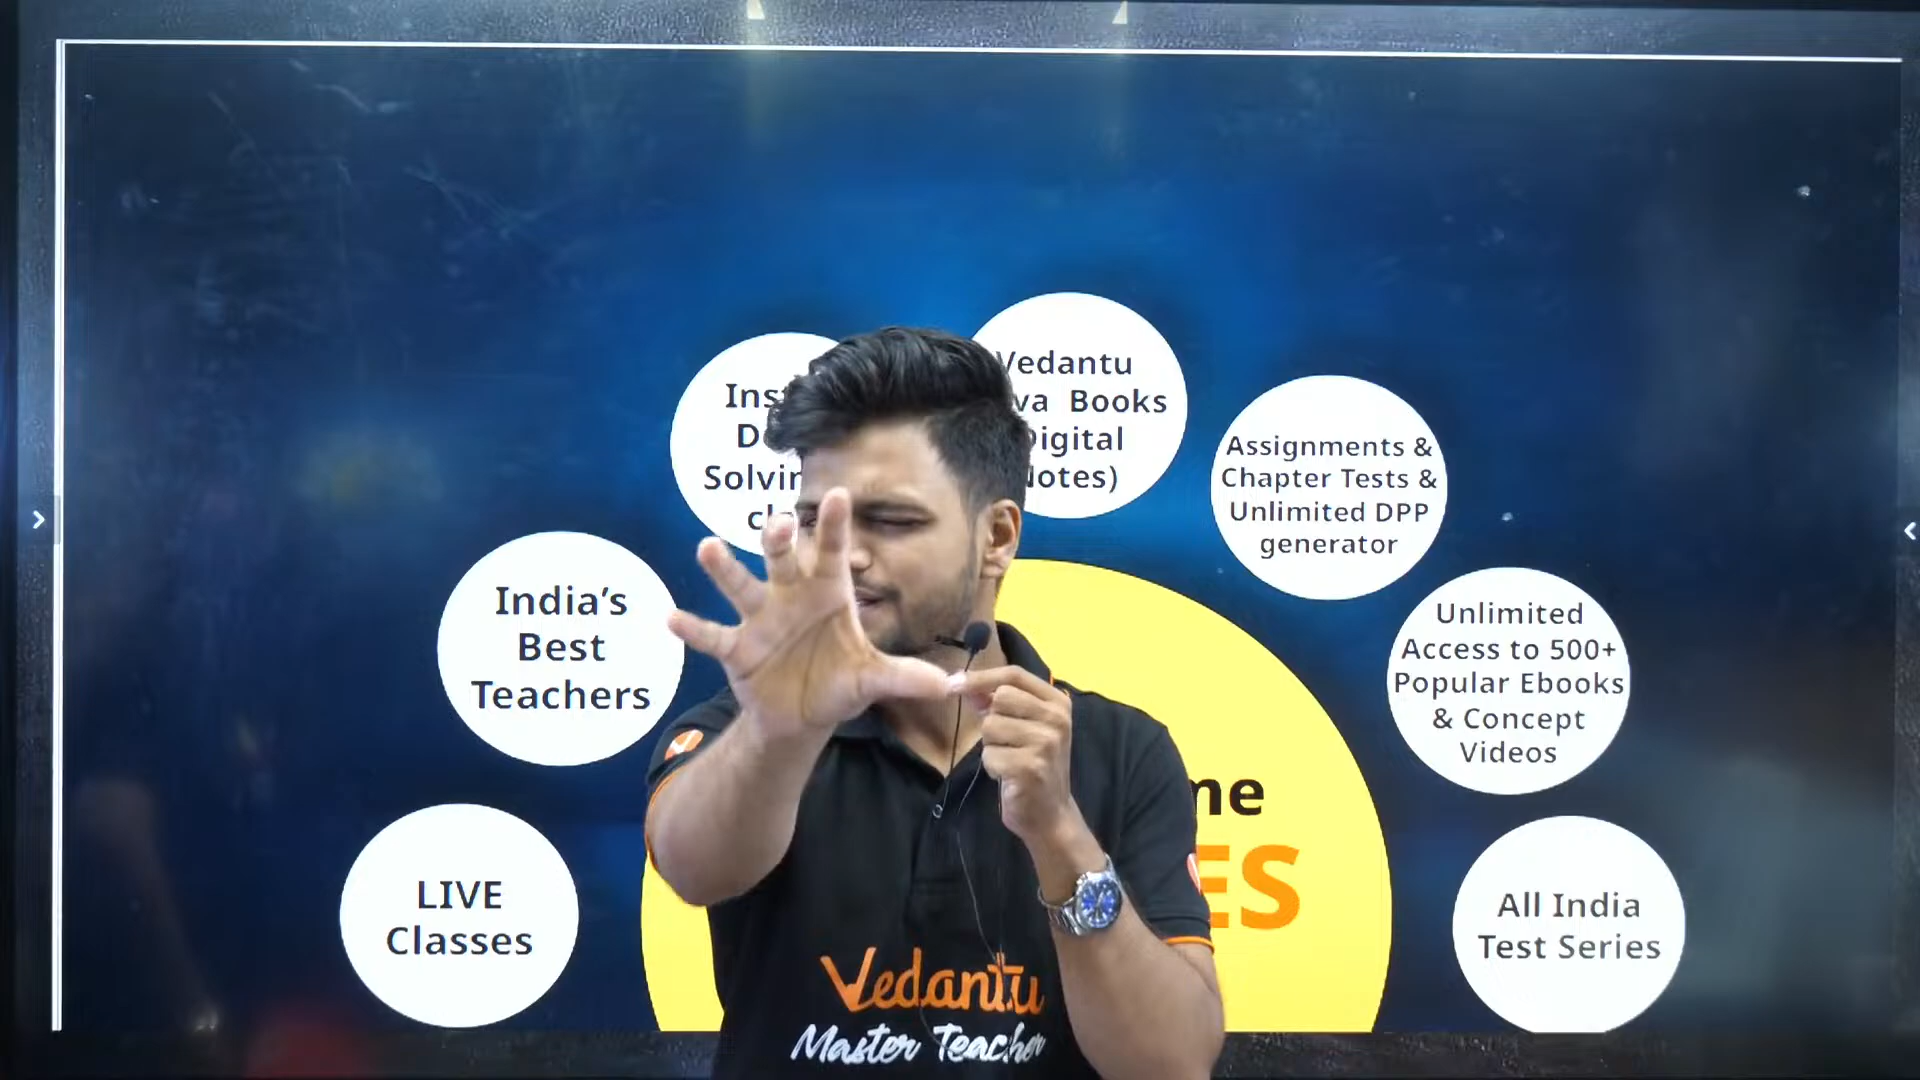 LIVE
Classes
India’s
Best
Teachers
Vedantu
Books
Assignments &
Chapter Tests &
Unlimited DPP
generator
Unlimited
Access to 500+
Popular Ebooks
& Concept
Videos
All India
Test Series
Vedantu
Master Teacher